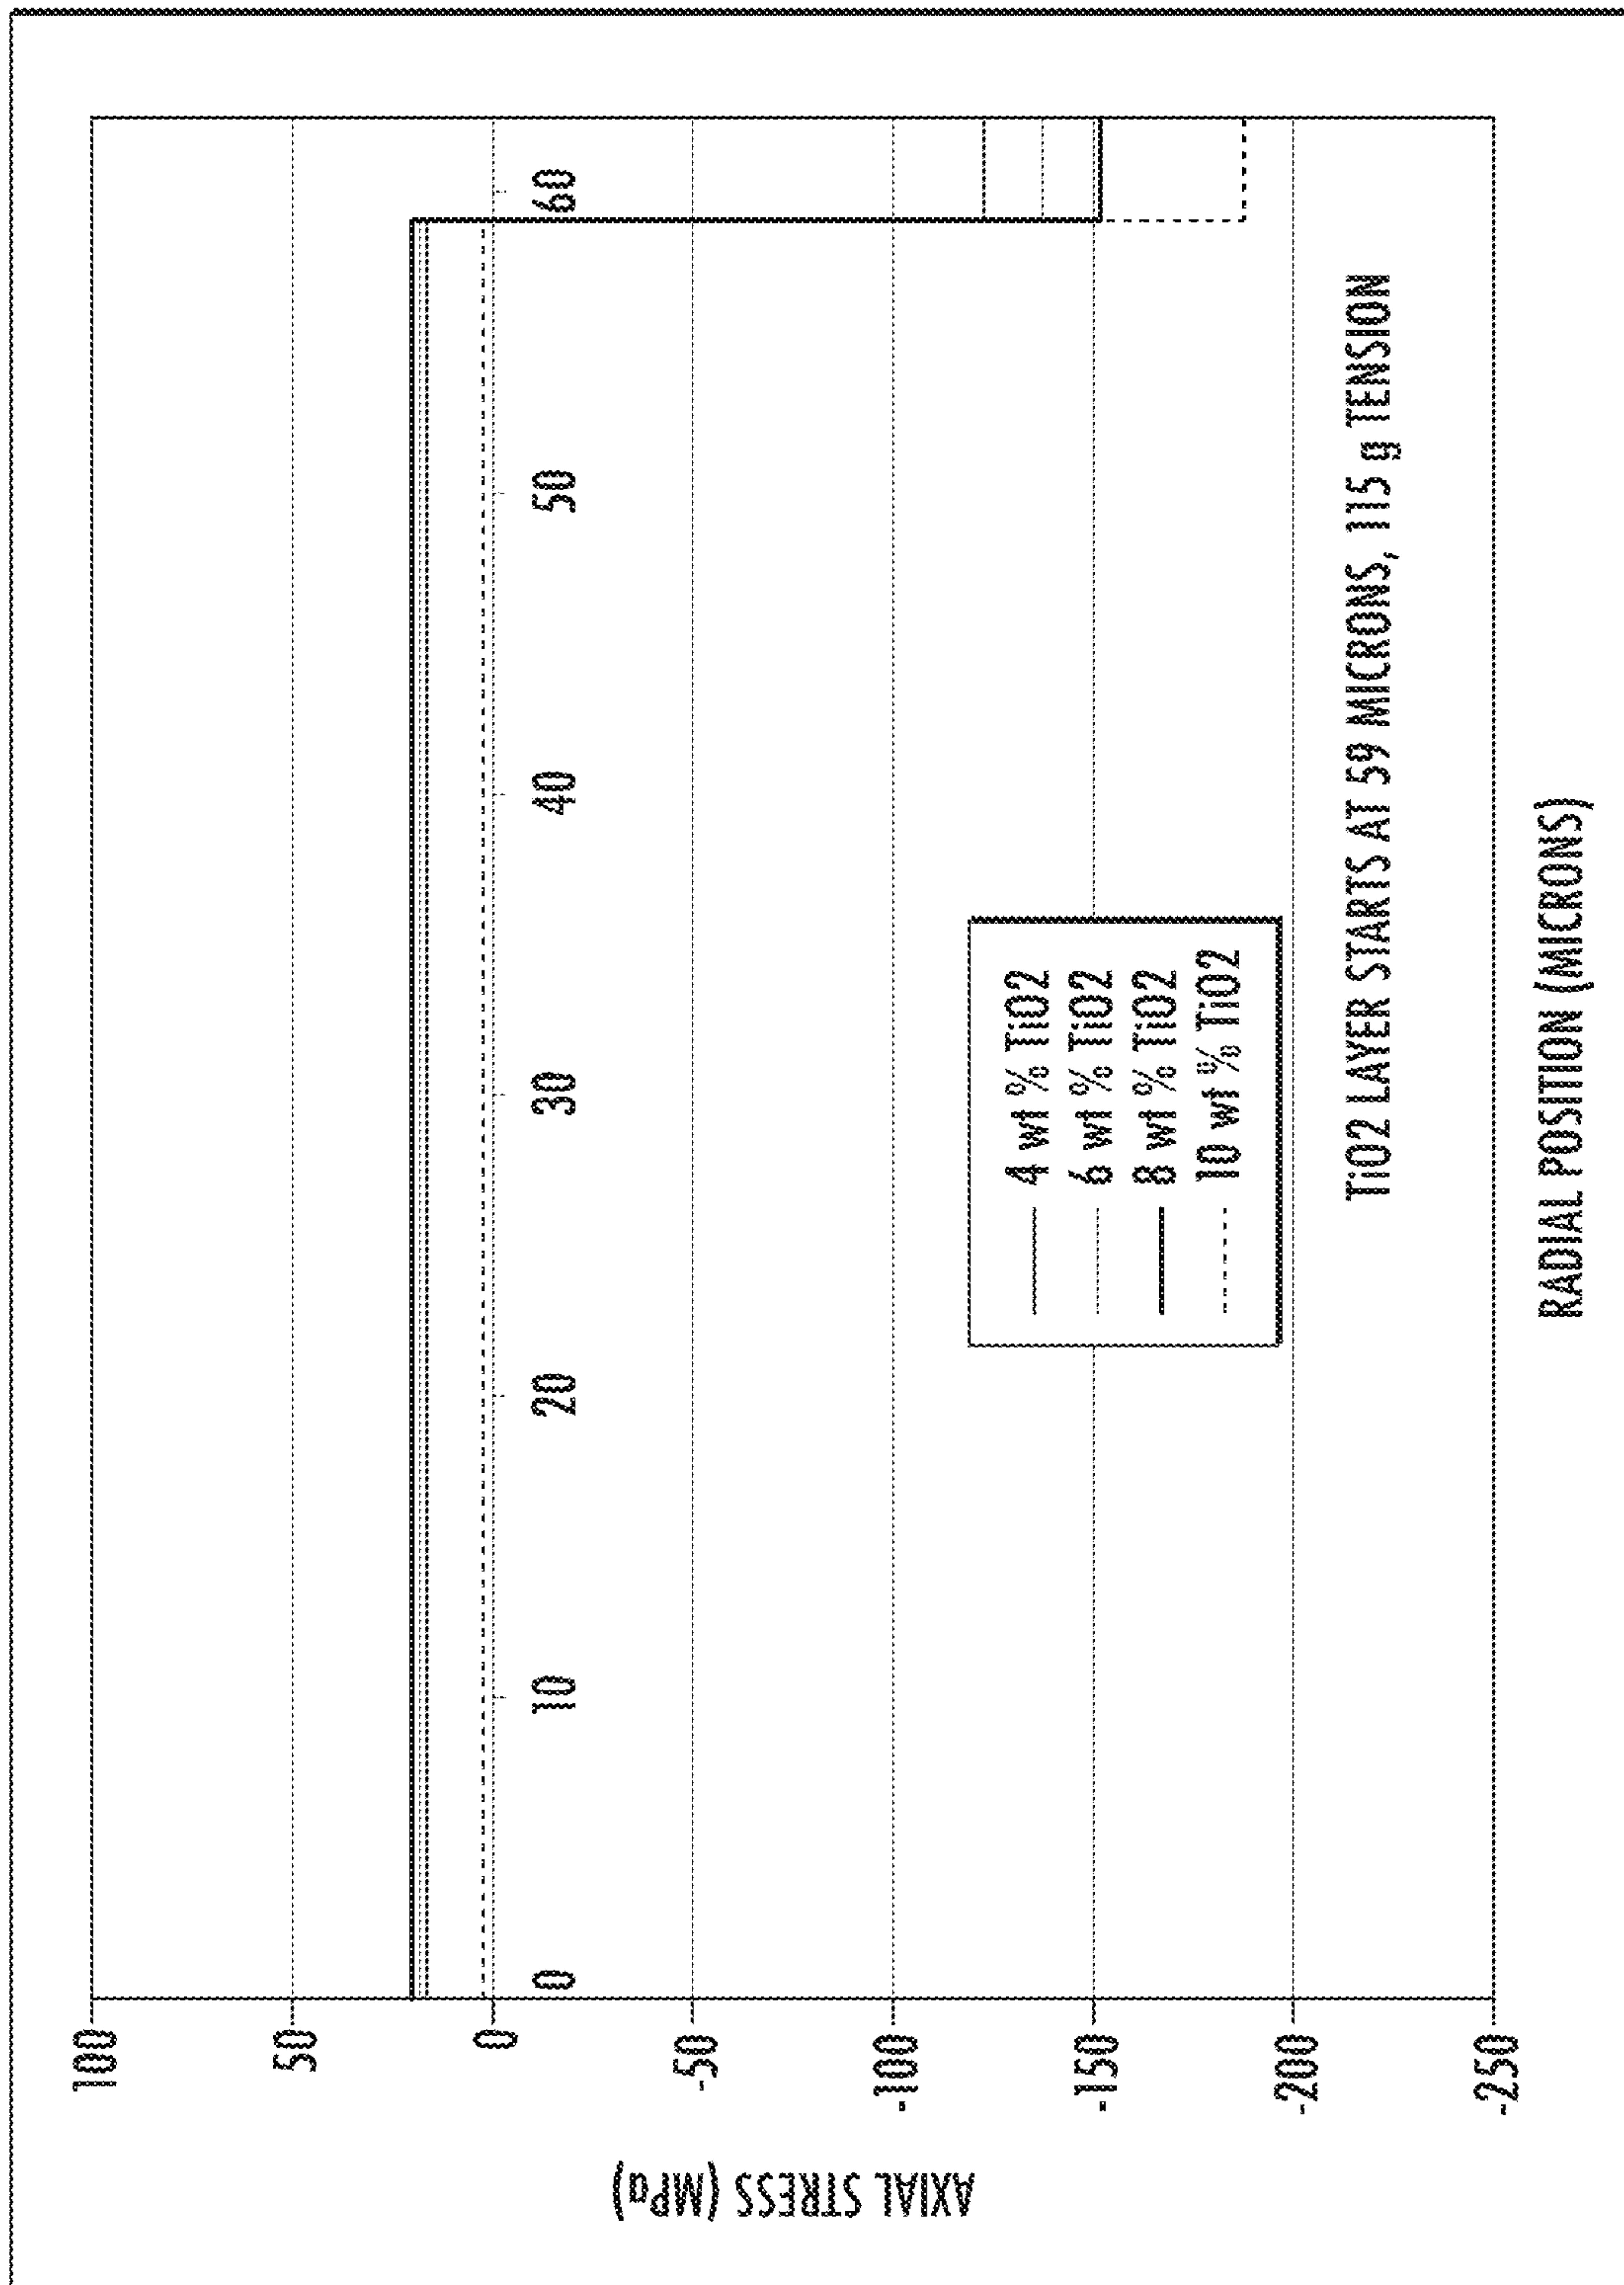 AXIAL STRESS (MPa)
100
50
0
-50
-100
-150
-200
-250
0
10
20
30
40
50
60
4 wt % TiO2
6 wt % TiO2
8 wt % TiO2
10 wt % TiO2
TiO2 LAYER STARTS AT 59 MICRONS, 115 g TENSION
RADIAL POSITION (MICRONS)